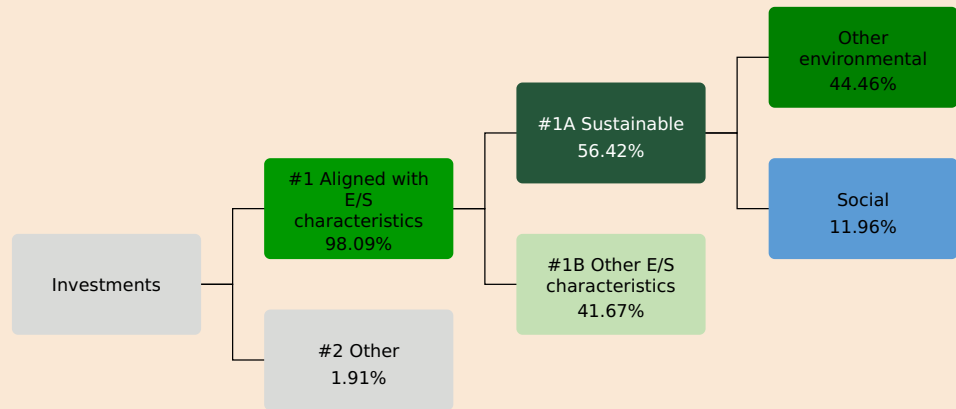 Investments
#1 Aligned with
E/S
characteristics
98.09%
#2 Other
1.91%
#1A Sustainable
56.42%
#1B Other E/S
characteristics
41.67%
Other
environmental
44.46%
Social
11.96%